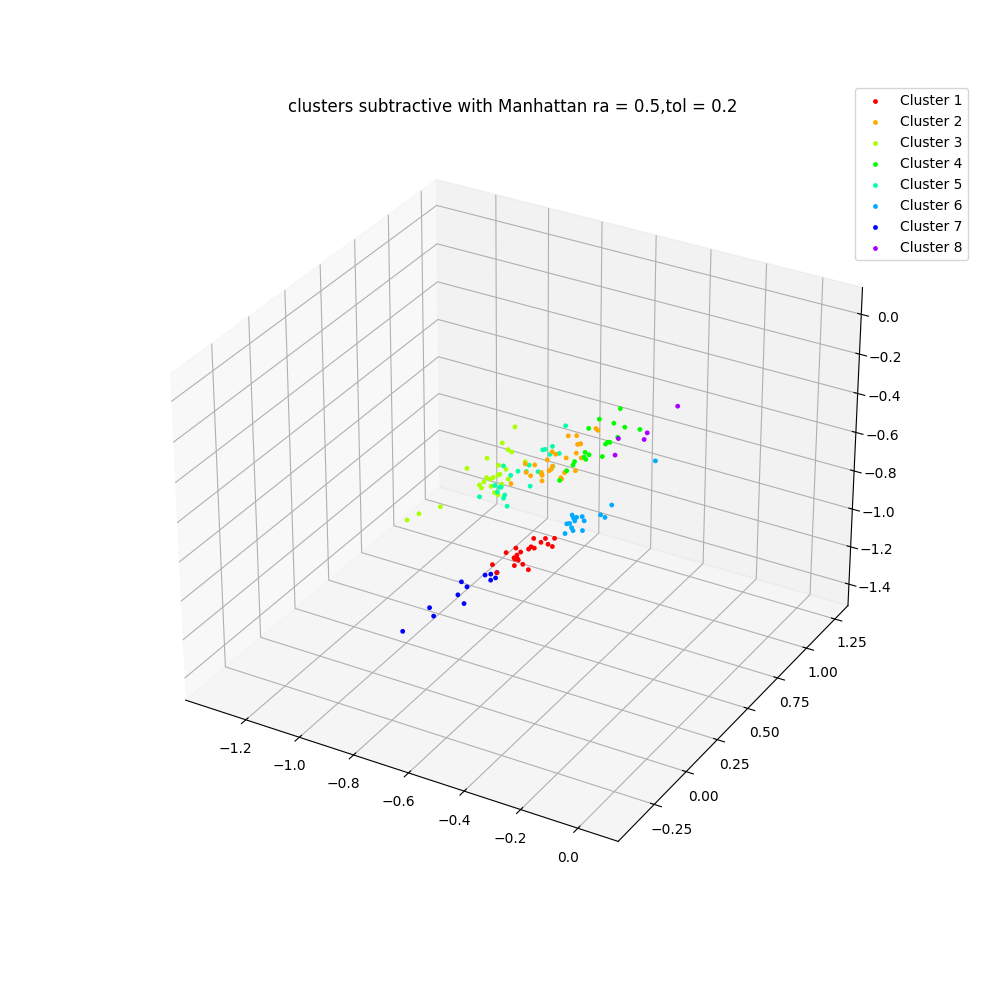 clusters subtractive with Manhattan ra = 0.5,tol = 0.2
Cluster 1
Cluster 2
Cluster 3
Cluster 4
Cluster 5
Cluster 6
Cluster 7
Cluster 8
0.0
−0.2
−0.4
−0.6
−0.8
−1.0
−1.2
−1.4
1.25
1.00
0.75
0.50
0.25
0.00
−0.25
−1.2
−1.0
−0.8
−0.6
−0.4
−0.2
0.0